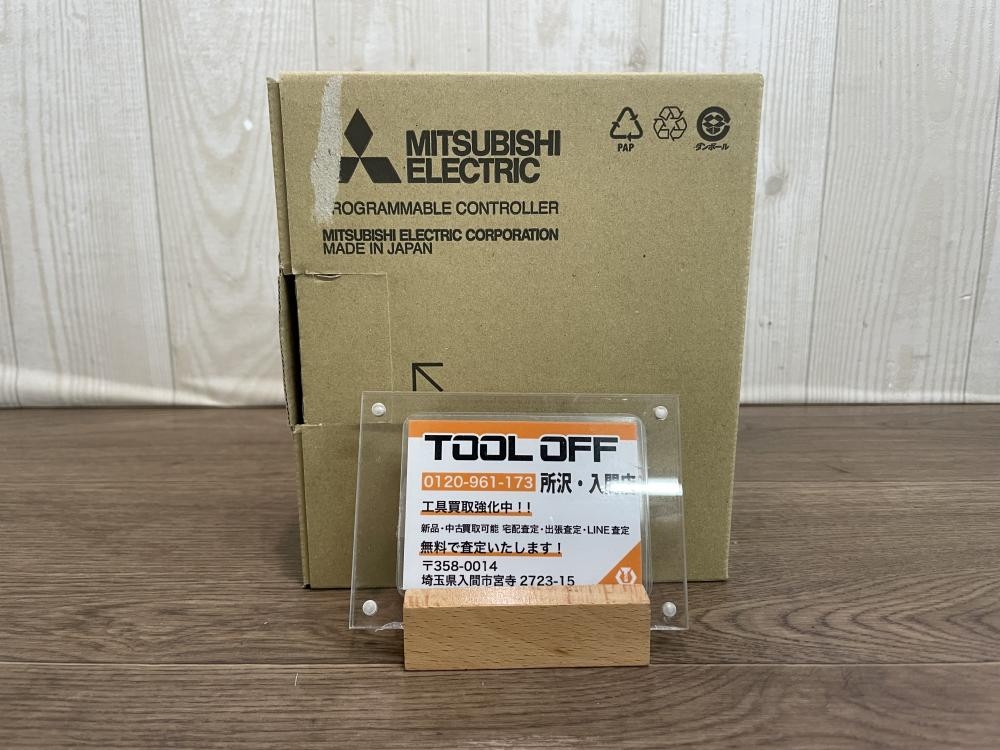 MITSUBISHI
ELECTRIC
PROGRAMMABLE CONTROLLER
MITSUBISHI ELECTRIC CORPORATION
MADE IN JAPAN
PAP
ダンボール
TOOL OFF
0120-961-173 所沢・入間店
工具買取強化中!!
新品・中古買取可能 宅配査定・出張査定・LINE査定
無料で査定いたします!
〒358-0014
埼玉県入間市宮寺 2723-15